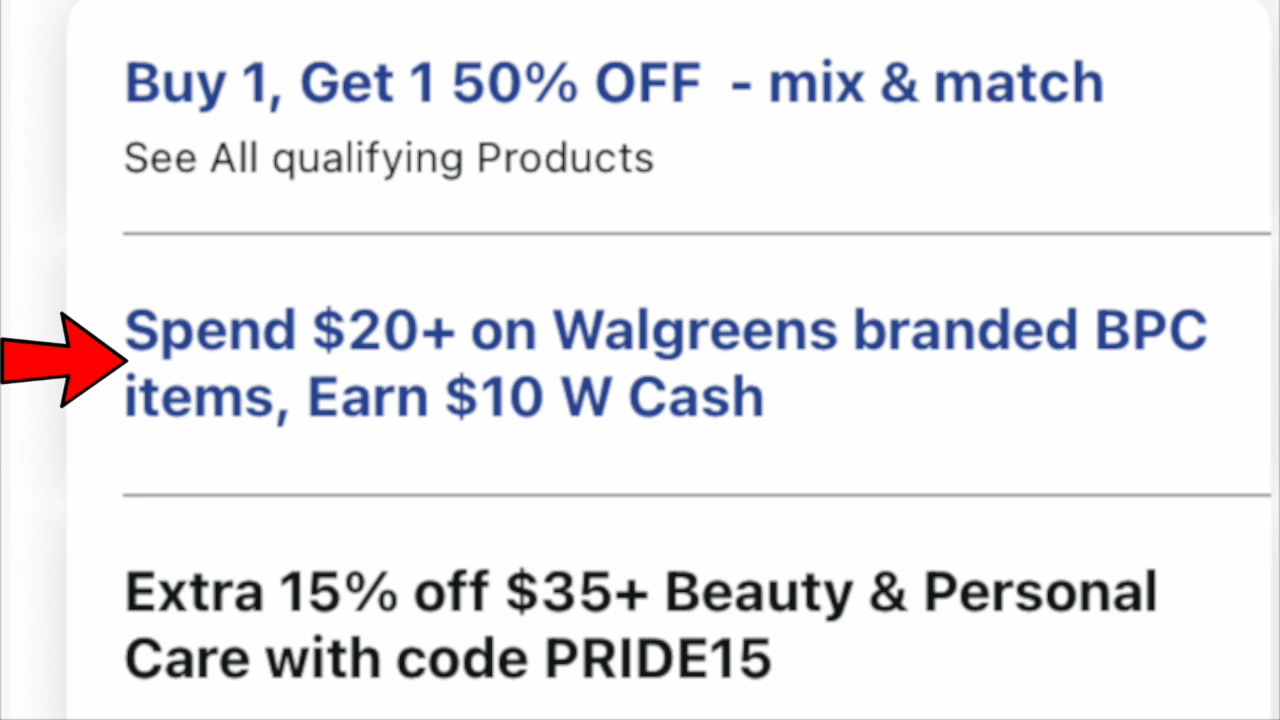 Buy 1, Get 1 50% OFF - mix & match
See All qualifying Products
Spend $20+ on Walgreens branded BPC
items, Earn $10 W Cash
Extra 15% off $35+ Beauty & Personal
Care with code PRIDE15